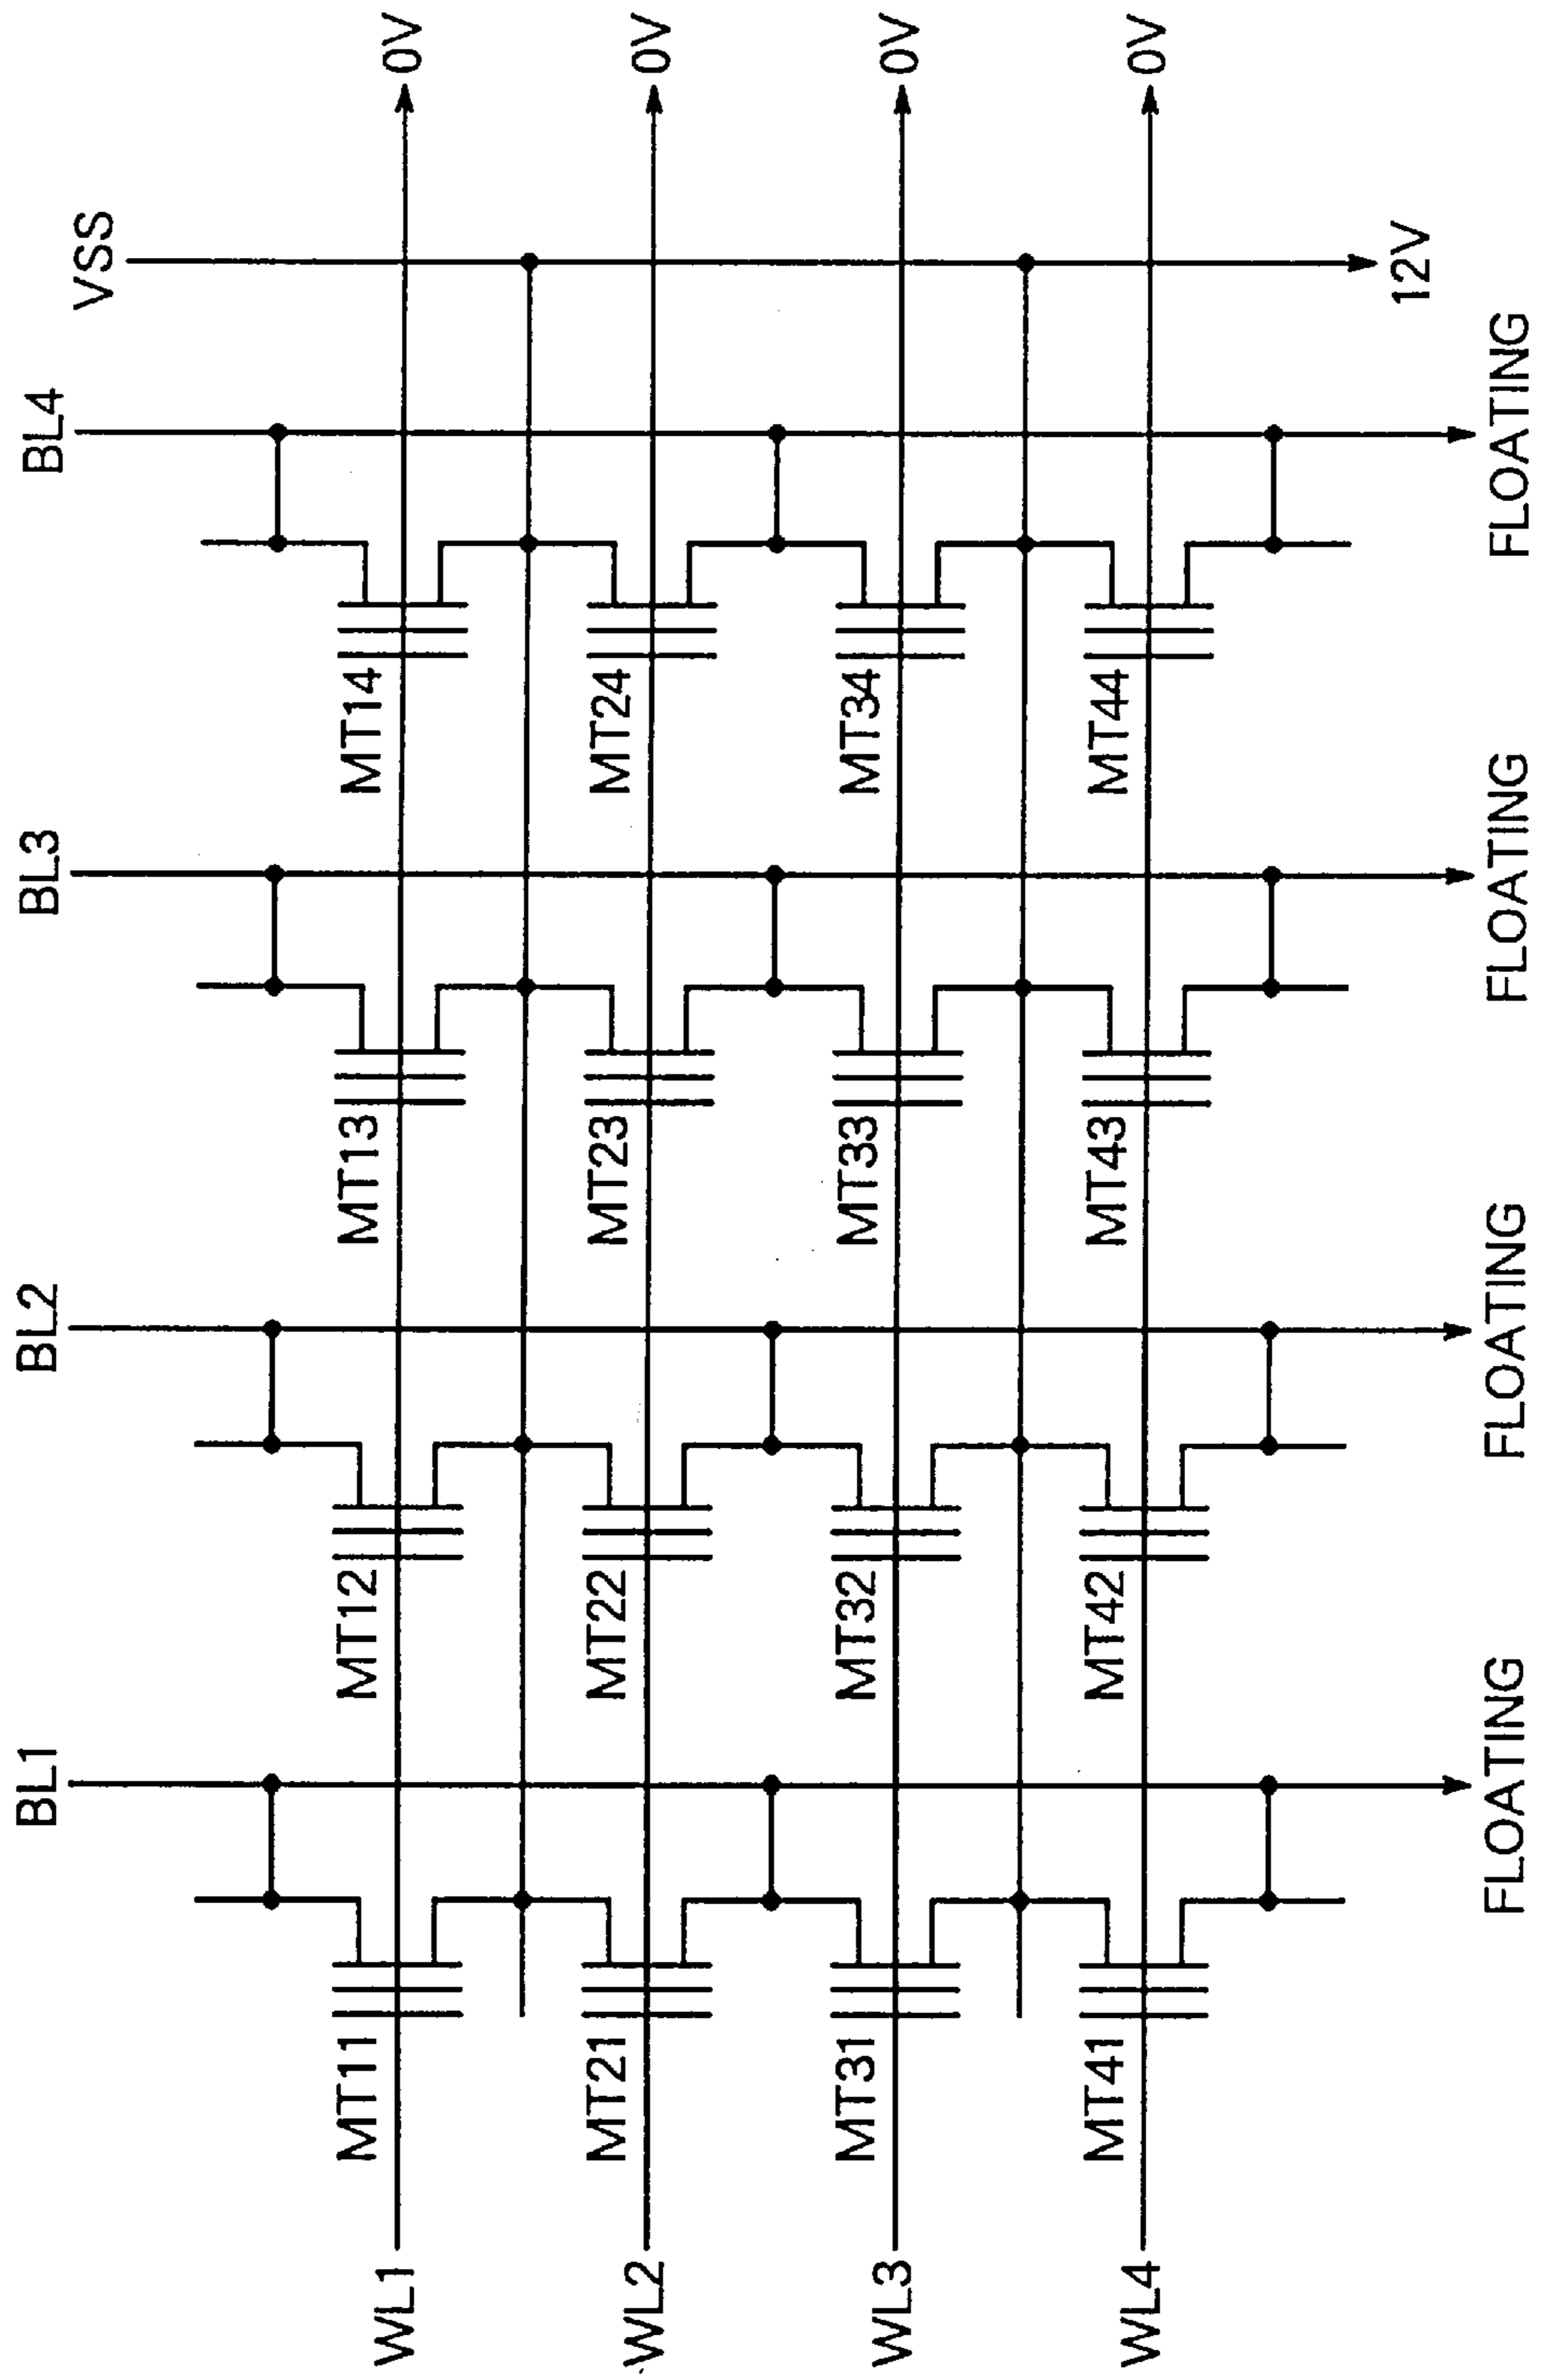 BL1
BL2
BL3
BL4
VSS
WL1
MT11
MT12
MT13
MT14
0V
WL2
MT21
MT22
MT23
MT24
0V
WL3
MT31
MT32
MT33
MT34
0V
WL4
MT41
MT42
MT43
MT44
0V
FLOATING
FLOATING
FLOATING
FLOATING
12V